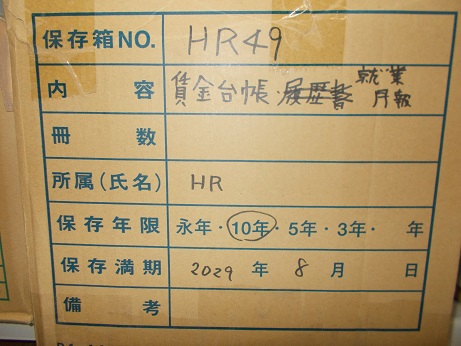 保存箱NO. HR49
内容 賃金台帳・履歴書 就業月報
冊数
所属(氏名) HR
保存年限 永年・10年・5年・3年・ 年
保存満期 2029年 8月 日
備考